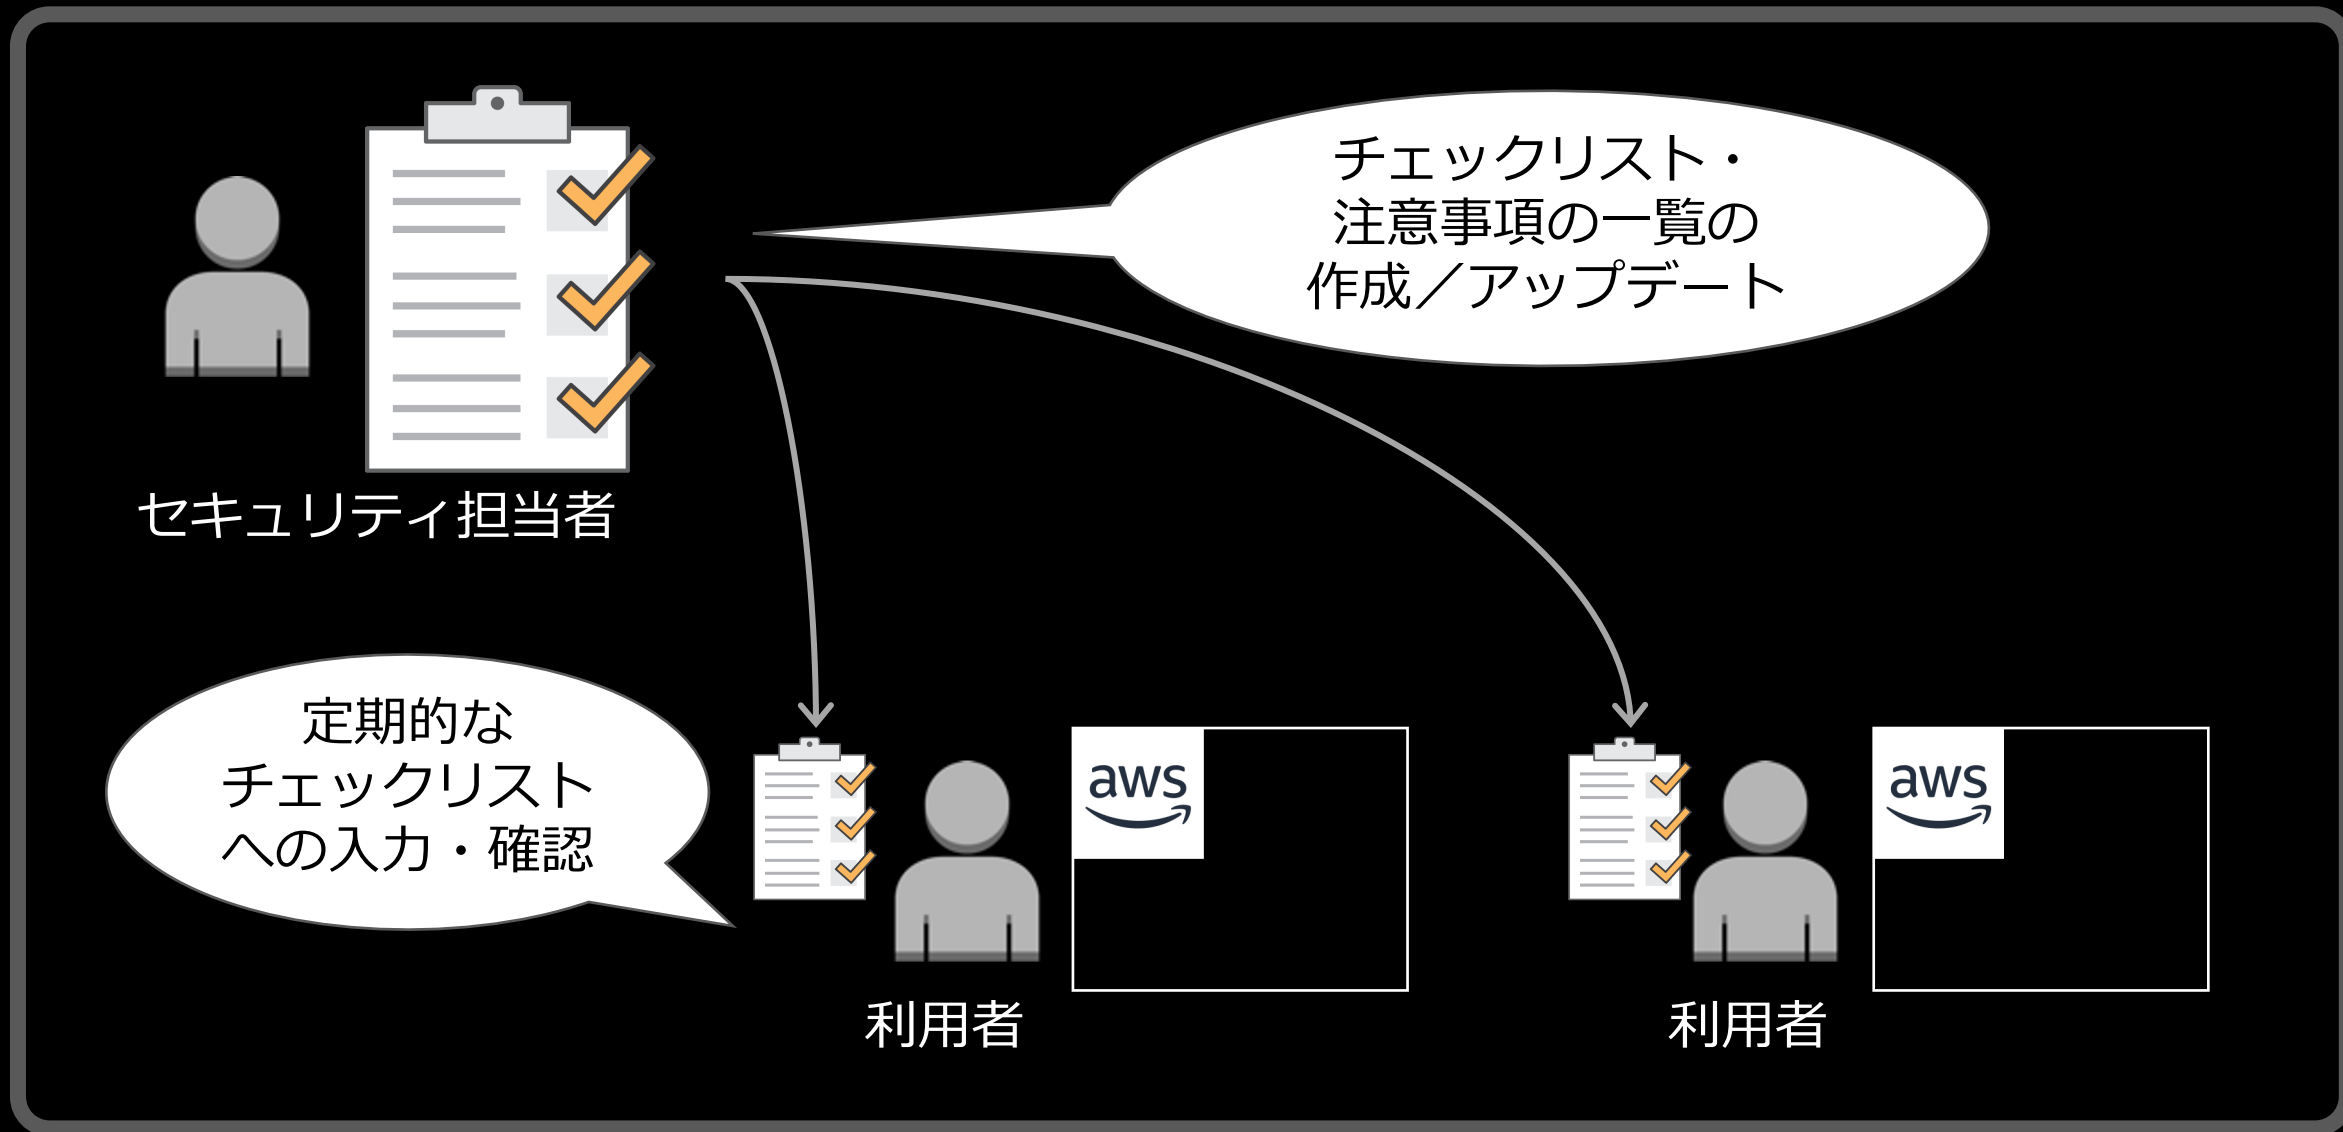 チェックリスト・
注意事項の一覧の
作成／アップデート
セキュリティ担当者
定期的な
チェックリスト
への入力・確認
aws
aws
利用者
利用者